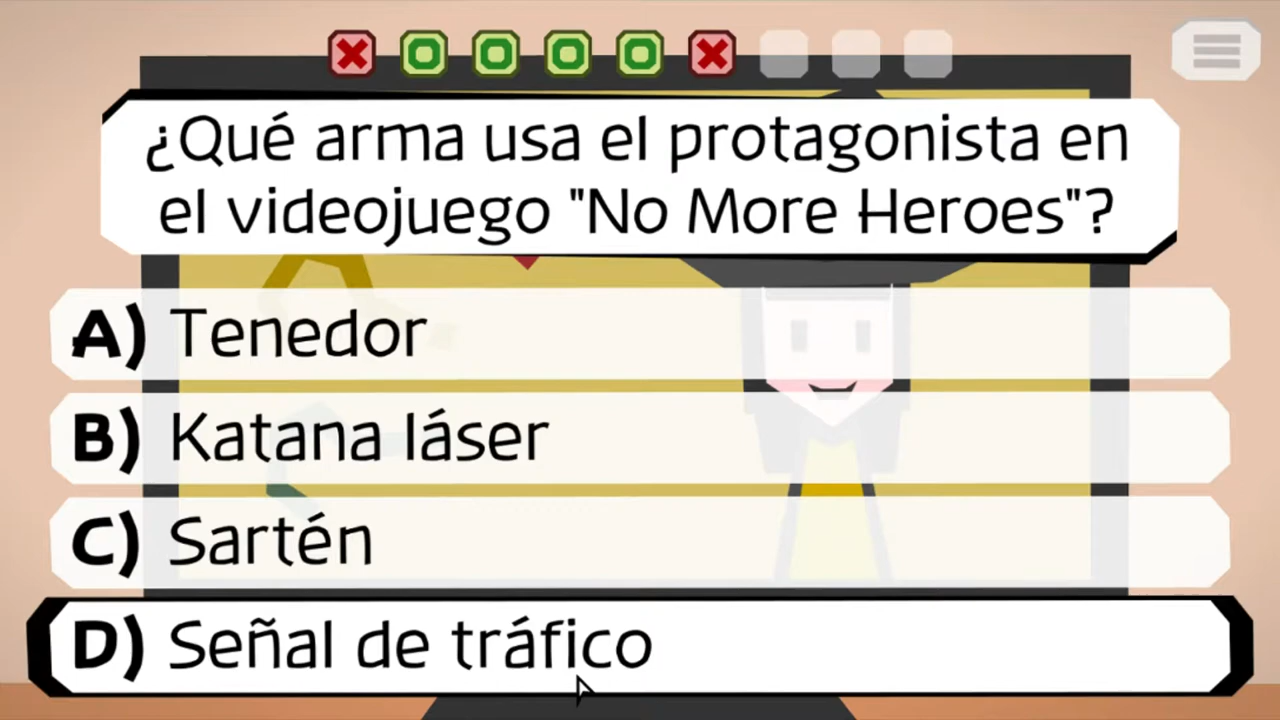 ¿Qué arma usa el protagonista en
el videojuego "No More Heroes"?
A) Tenedor
B) Katana láser
C) Sartén
D) Señal de tráfico